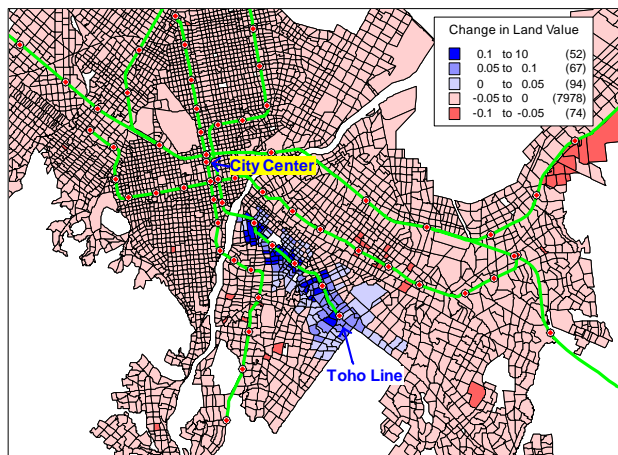 Change in Land Value
0.1 to 10 (52)
0.05 to 0.1 (67)
0 to 0.05 (94)
-0.05 to 0 (7978)
-0.1 to -0.05 (74)
City Center
Toho Line